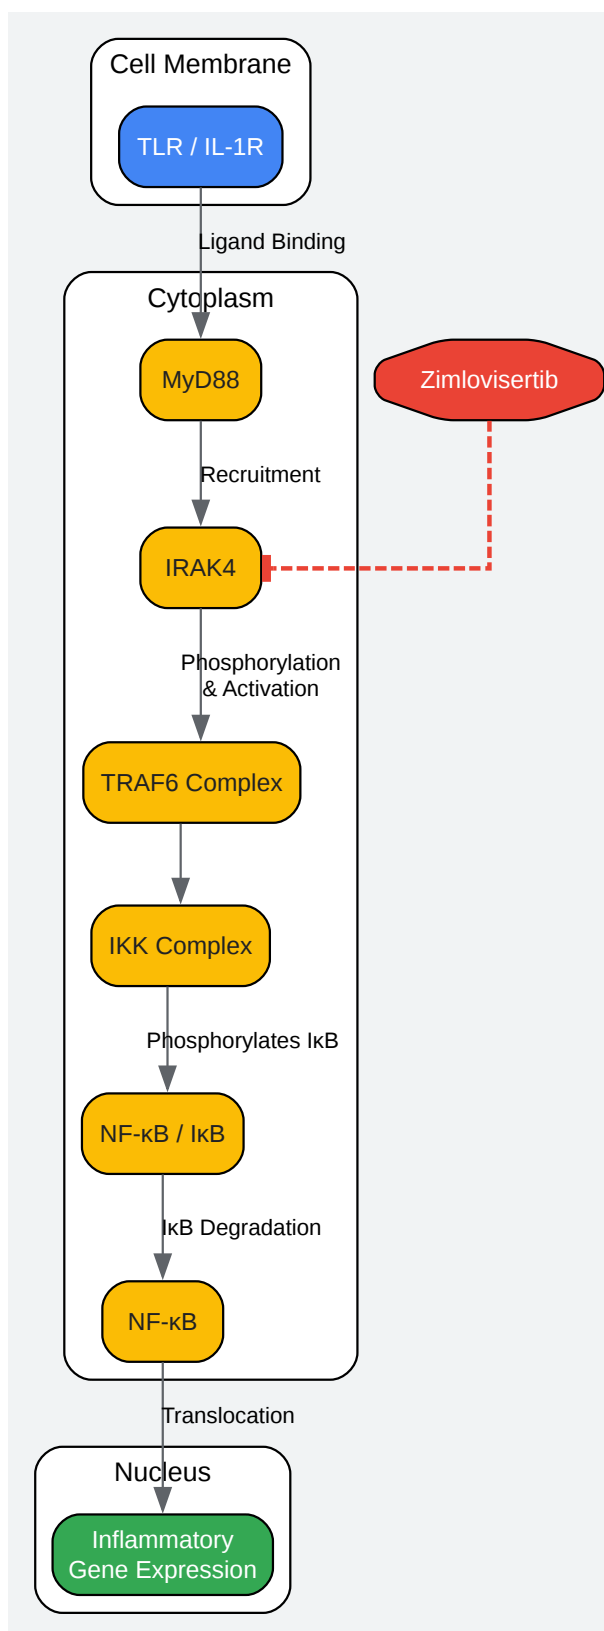 Cell Membrane
TLR / IL-1R
Ligand Binding
Cytoplasm
MyD88
Zimlovisertib
Recruitment
IRAK4
Phosphorylation
& Activation
TRAF6 Complex
IKK Complex
Phosphorylates IκB
NF-κB / IκB
IκB Degradation
NF-κB
Translocation
Nucleus
Inflammatory
Gene Expression